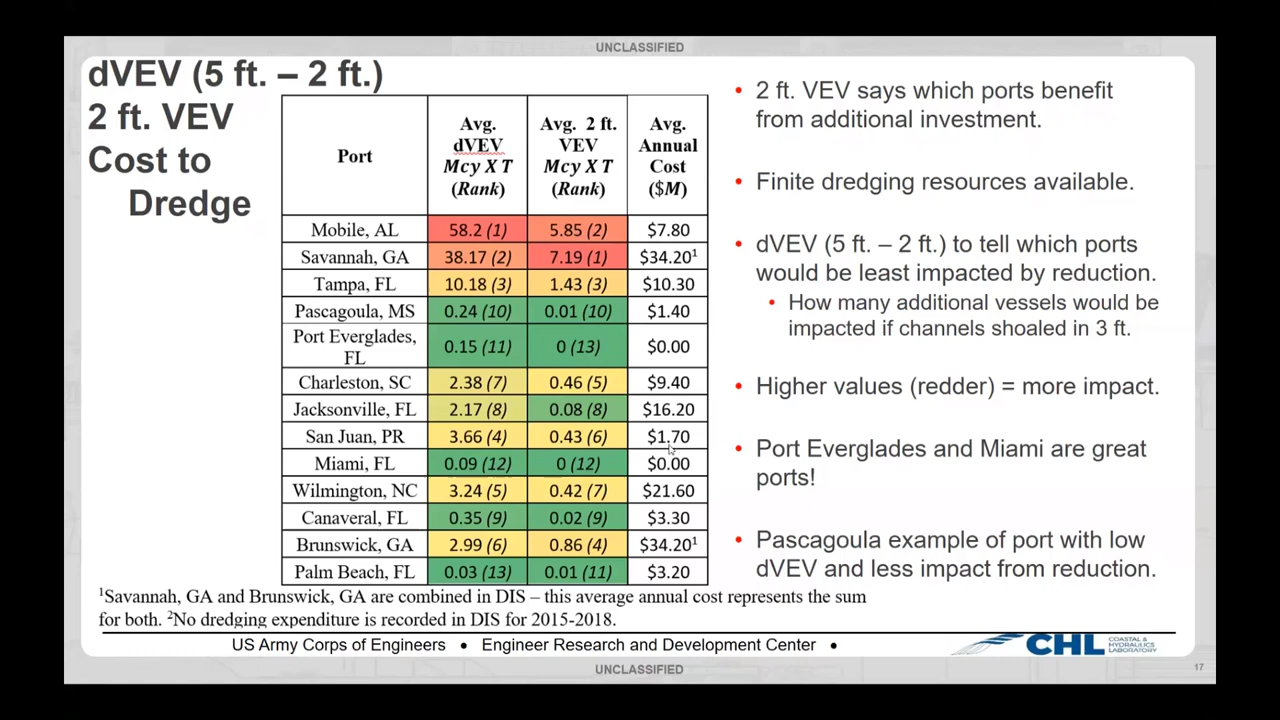 UNCLASSIFIED
dVEV (5 ft. – 2 ft.)
2 ft. VEV
Cost to
Dredge
Port
Avg. dVEV Mcy X T (Rank)
Avg. 2 ft. VEV Mcy X T (Rank)
Avg. Annual Cost ($M)
Mobile, AL 58.2 (1) 5.85 (2) $7.80
Savannah, GA 38.17 (2) 7.19 (1) $34.20¹
Tampa, FL 10.18 (3) 1.43 (3) $10.30
Pascagoula, MS 0.24 (10) 0.01 (10) $1.40
Port Everglades, FL 0.15 (11) 0 (13) $0.00
Charleston, SC 2.38 (7) 0.46 (5) $9.40
Jacksonville, FL 2.17 (8) 0.08 (8) $16.20
San Juan, PR 3.66 (4) 0.43 (6) $1.70
Miami, FL 0.09 (12) 0 (12) $0.00
Wilmington, NC 3.24 (5) 0.42 (7) $21.60
Canaveral, FL 0.35 (9) 0.02 (9) $3.30
Brunswick, GA 2.99 (6) 0.86 (4) $34.20¹
Palm Beach, FL 0.03 (13) 0.01 (11) $3.20
¹Savannah, GA and Brunswick, GA are combined in DIS – this average annual cost represents the sum
for both. ²No dredging expenditure is recorded in DIS for 2015-2018.
• 2 ft. VEV says which ports benefit
from additional investment.
• Finite dredging resources available.
• dVEV (5 ft. – 2 ft.) to tell which ports
would be least impacted by reduction.
• How many additional vessels would be
impacted if channels shoaled in 3 ft.
• Higher values (redder) = more impact.
• Port Everglades and Miami are great
ports!
• Pascagoula example of port with low
dVEV and less impact from reduction.
US Army Corps of Engineers • Engineer Research and Development Center •
CHL
COASTAL &
HYDRAULICS
LABORATORY
UNCLASSIFIED
17